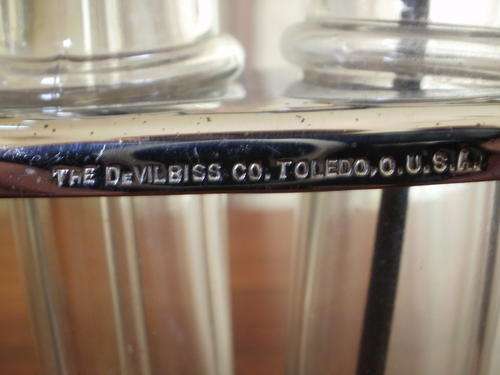 THE DEVILBISS CO. TOLEDO, O. U.S.A.